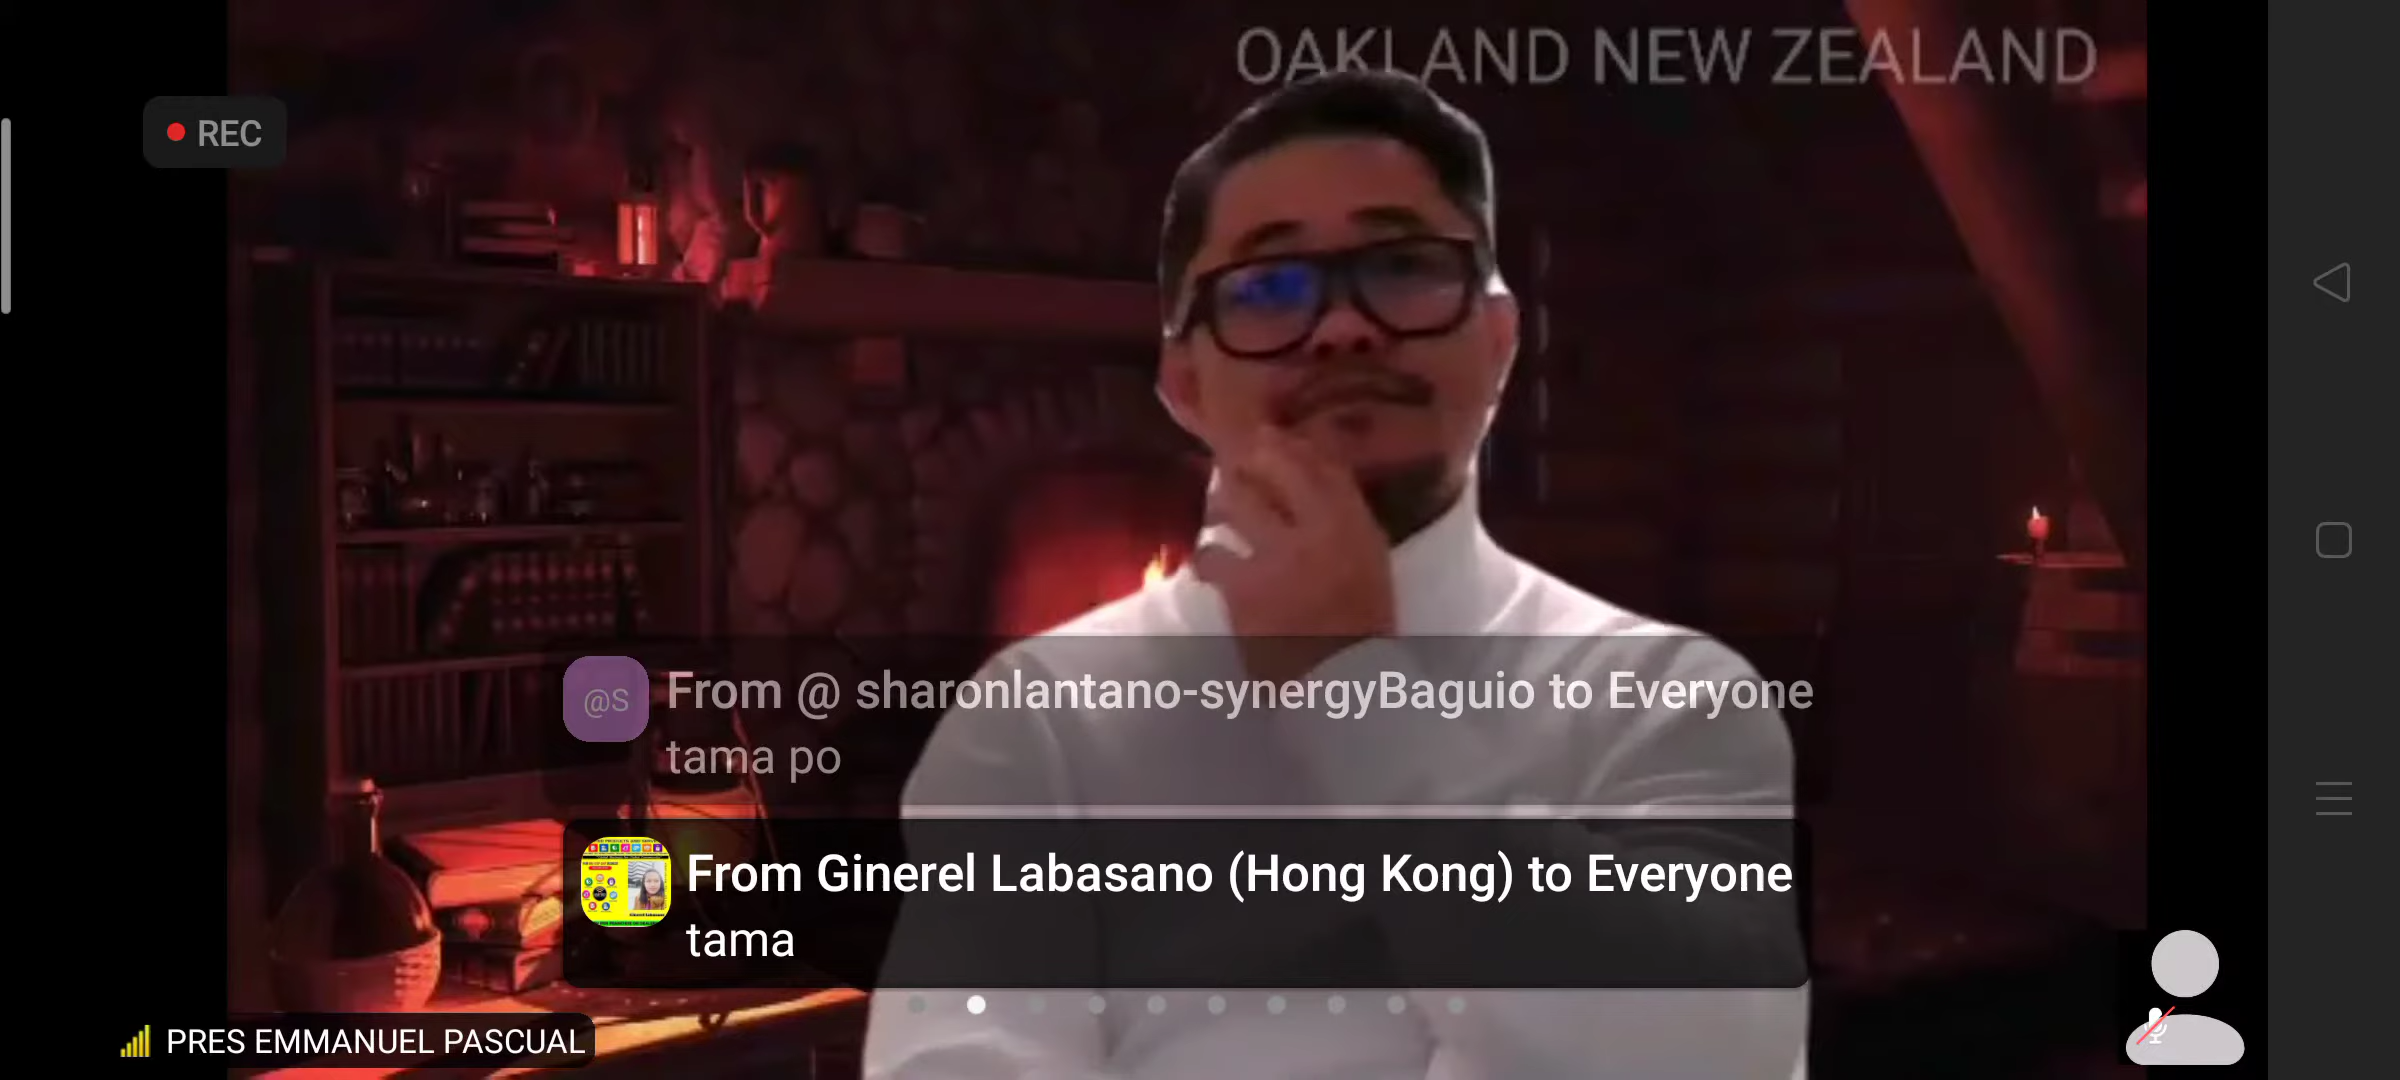 OAKLAND NEW ZEALAND
REC
@S
From @ sharonlantano-synergyBaguio to Everyone
tama po
From Ginerel Labasano (Hong Kong) to Everyone
tama
PRES EMMANUEL PASCUAL